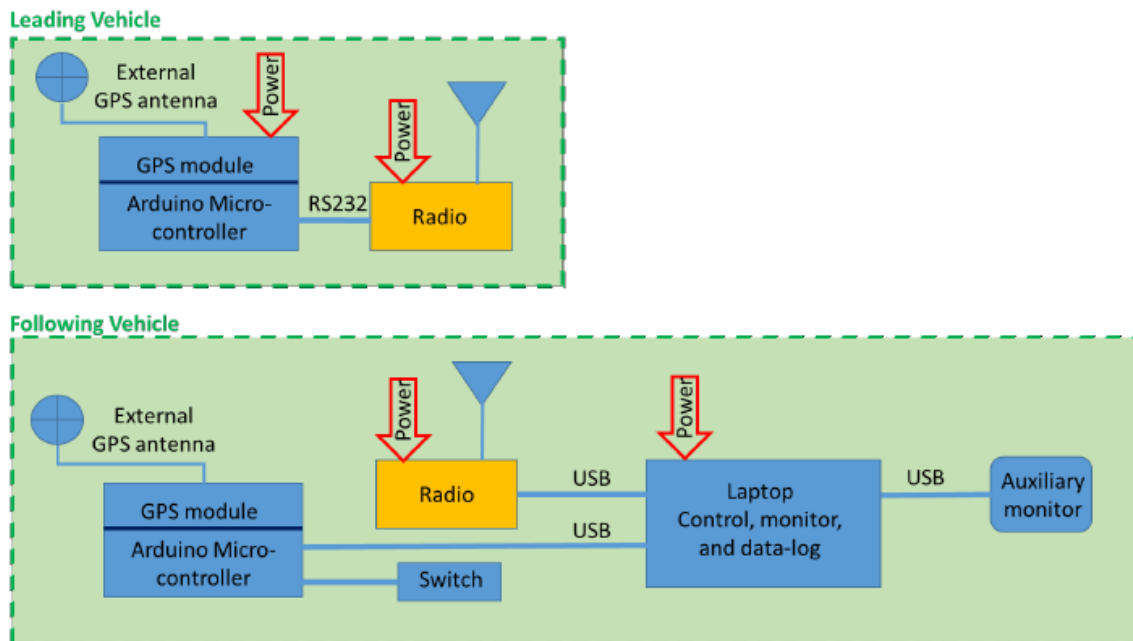 Leading Vehicle
External
GPS antenna
Power
Power
GPS module
Arduino Micro-
controller
RS232
Radio
Following Vehicle
External
GPS antenna
Power
Power
GPS module
Arduino Micro-
controller
Radio
USB
USB
Switch
Laptop
Control, monitor,
and data-log
USB
Auxiliary
monitor